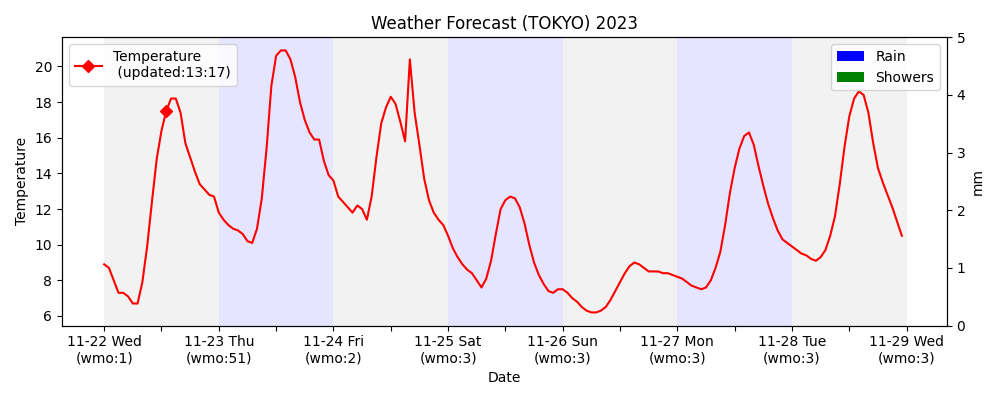 Weather Forecast (TOKYO) 2023
Temperature
(updated:13:17)
Rain
Showers
Temperature
20
18
16
14
12
10
8
6
5
4
3
2
1
0
mm
11-22 Wed
(wmo:1)
11-23 Thu
(wmo:51)
11-24 Fri
(wmo:2)
11-25 Sat
(wmo:3)
11-26 Sun
(wmo:3)
11-27 Mon
(wmo:3)
11-28 Tue
(wmo:3)
11-29 Wed
(wmo:3)
Date